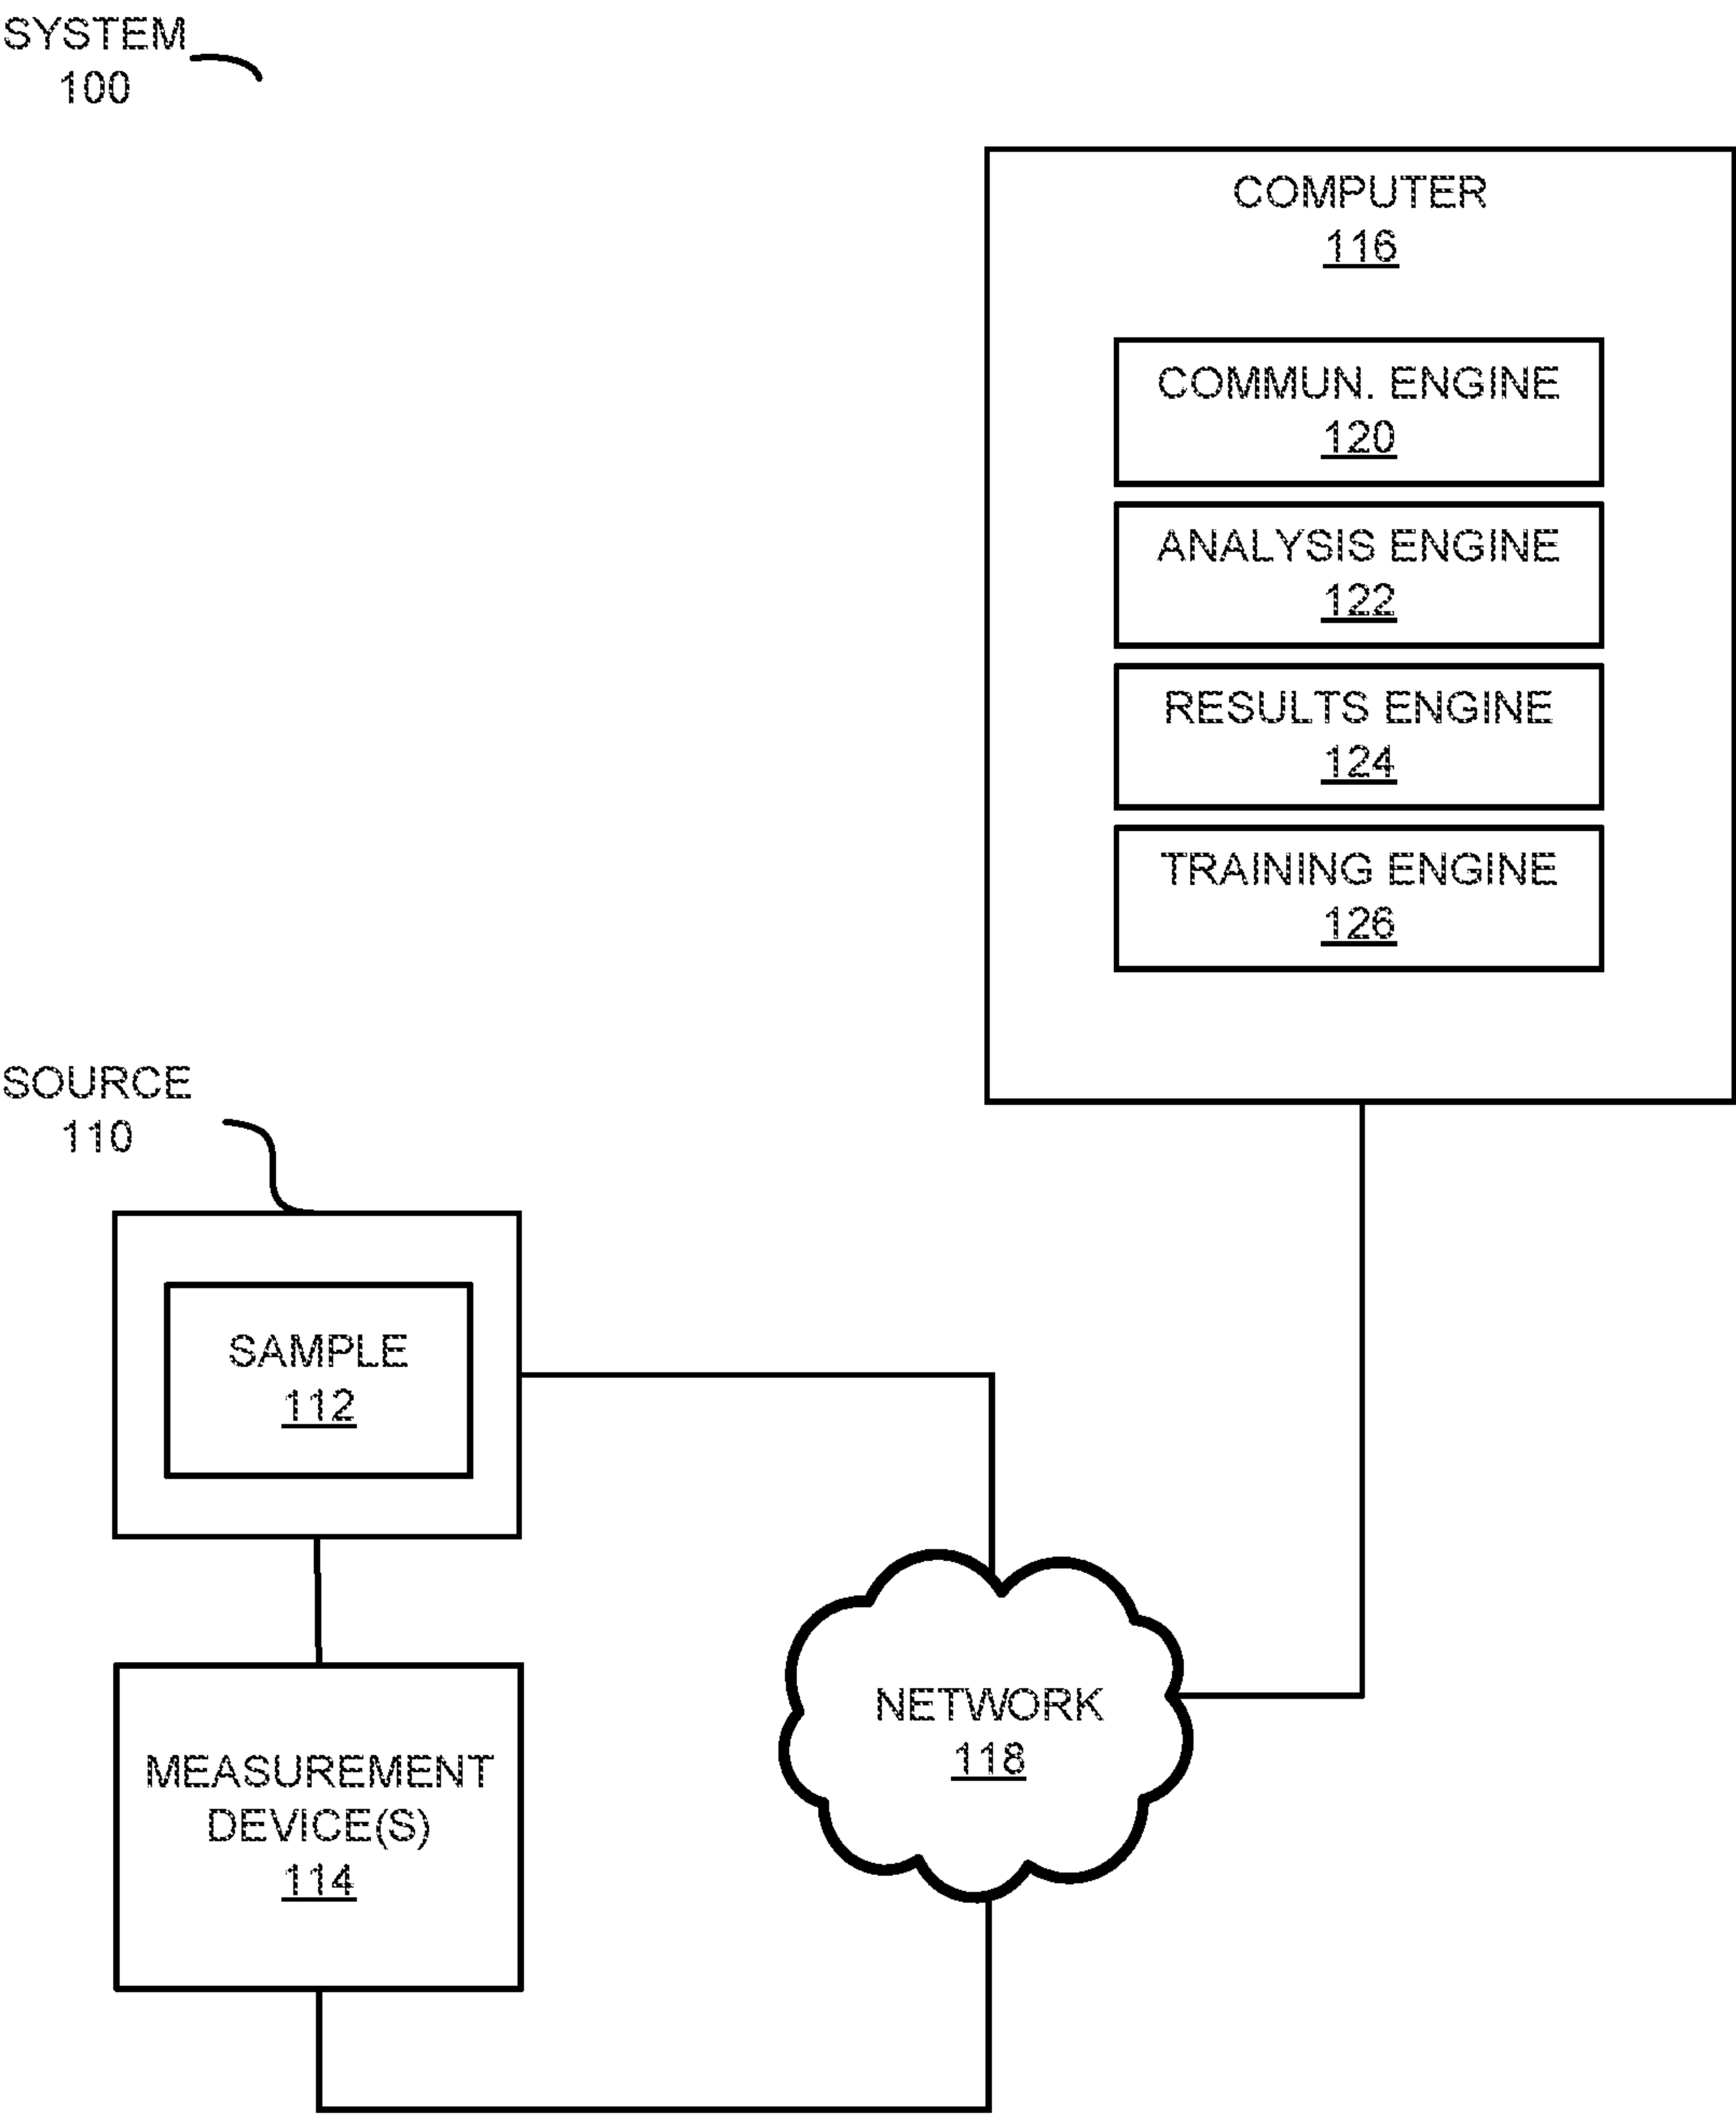 SYSTEM
100
COMPUTER
116
COMMUN. ENGINE
120
ANALYSIS ENGINE
122
RESULTS ENGINE
124
TRAINING ENGINE
126
SOURCE
110
SAMPLE
112
NETWORK
118
MEASUREMENT
DEVICE(S)
114